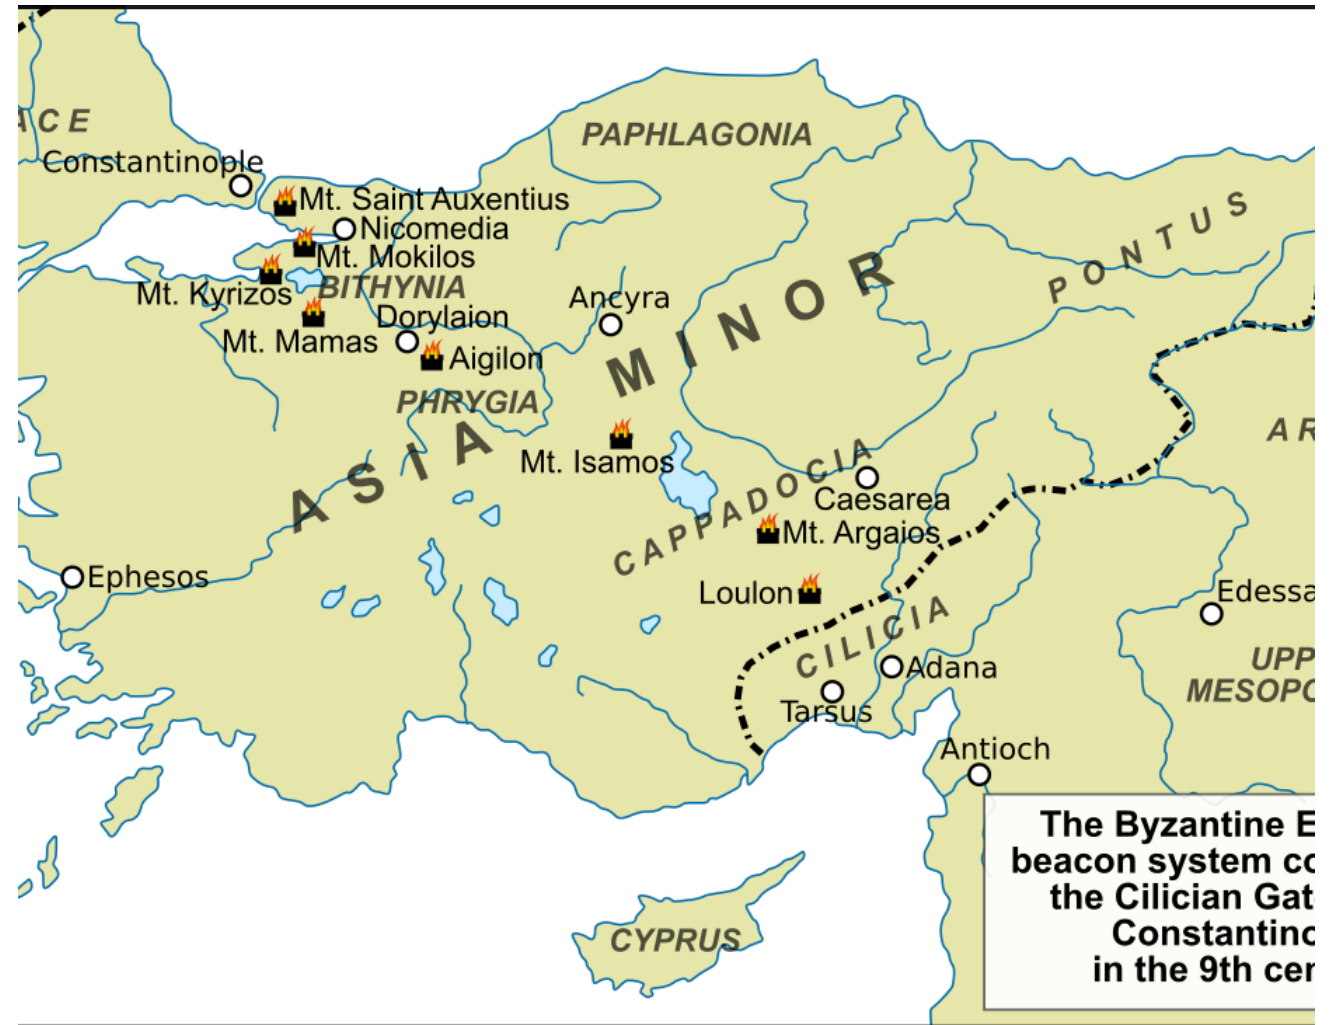 PAPHLAGONIA
Constantinople
Mt. Saint Auxentius
Nicomedia
Mt. Mokilos
PONTUS
BITHYNIA
Mt. Kyrizos
Ancyra
Dorylaion
Mt. Mamas
Aigilon
ASIA MINOR
PHRYGIA
Mt. Isamos
CAPPADOCIA
Caesarea
Mt. Argaios
Ephesos
Loulon
Edessa
CILICIA
UPP
MESOPO
Adana
Tarsus
Antioch
The Byzantine E
beacon system co
the Cilician Gat
Constantino
in the 9th cen
CYPRUS